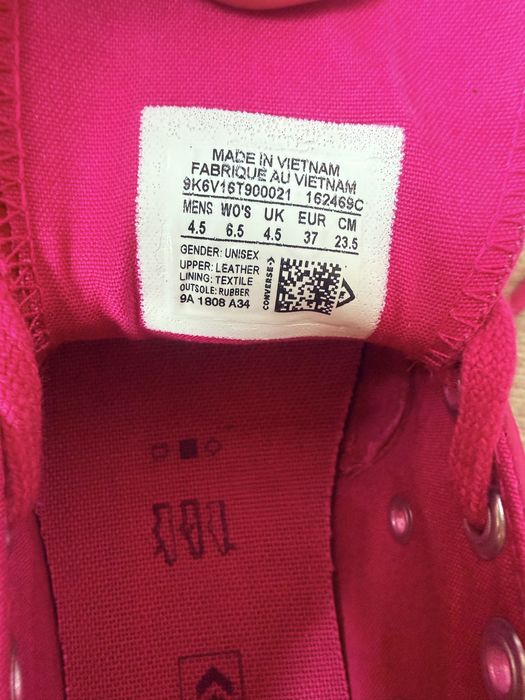 MADE IN VIETNAM
FABRIQUE AU VIETNAM
9K6V16T900021 162469C
MENS WO'S UK EUR CM
4.5 6.5 4.5 37 23.5
GENDER: UNISEX
UPPER: LEATHER
LINING: TEXTILE
OUTSOLE: RUBBER
9A 1808 A34
CONVERSE